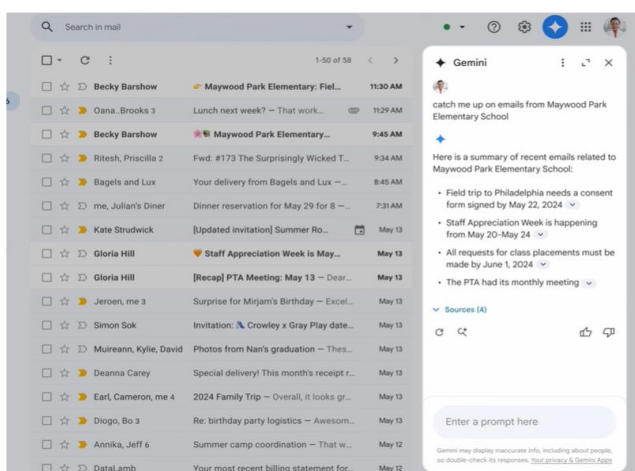 Search in mail
1-50 of 58
Becky Barshow Maywood Park Elementary: Fiel... 11:30 AM
Oana..Brooks 3 Lunch next week? – That work... 11:29 AM
6
Becky Barshow 3 Maywood Park Elementary... 9:45 AM
Ritesh, Priscilla 2 Fwd: #173 The Surprisingly Wicked T... 9:34 AM
Bagels and Lux Your delivery from Bagels and Lux –... 8:45 AM
me, Julian's Diner Dinner reservation for May 29 for 8 –... 7:31 AM
Kate Strudwick [Updated invitation] Summer Ro... May 13
Gloria Hill Staff Appreciation Week is May... May 13
Gloria Hill [Recap] PTA Meeting: May 13 – Dear... May 13
Jeroen, me 3 Surprise for Mirjam's Birthday – Excel... May 13
Simon Sok Invitation: Crowley x Gray Play date... May 13
Muireann, Kylie, David Photos from Nan's graduation – Thes... May 13
Deanna Carey Special delivery! This month's receipt r... May 13
Earl, Cameron, me 4 2024 Family Trip – Overall, it looks gr... May 13
Diogo, Bo 3 Re: birthday party logistics – Awesom... May 13
Annika, Jeff 6 Summer camp coordination – That w... May 12
DataLamb Your most recent billing statement for... May 12
Gemini
catch me up on emails from Maywood Park
Elementary School
Here is a summary of recent emails related to
Maywood Park Elementary School:
• Field trip to Philadelphia needs a consent
form signed by May 22, 2024
• Staff Appreciation Week is happening
from May 20-May 24
• All requests for class placements must be
made by June 1, 2024
• The PTA had its monthly meeting
Sources (4)
Enter a prompt here
Gemini may display inaccurate info, including about people,
so double-check its responses. Your privacy & Gemini Apps